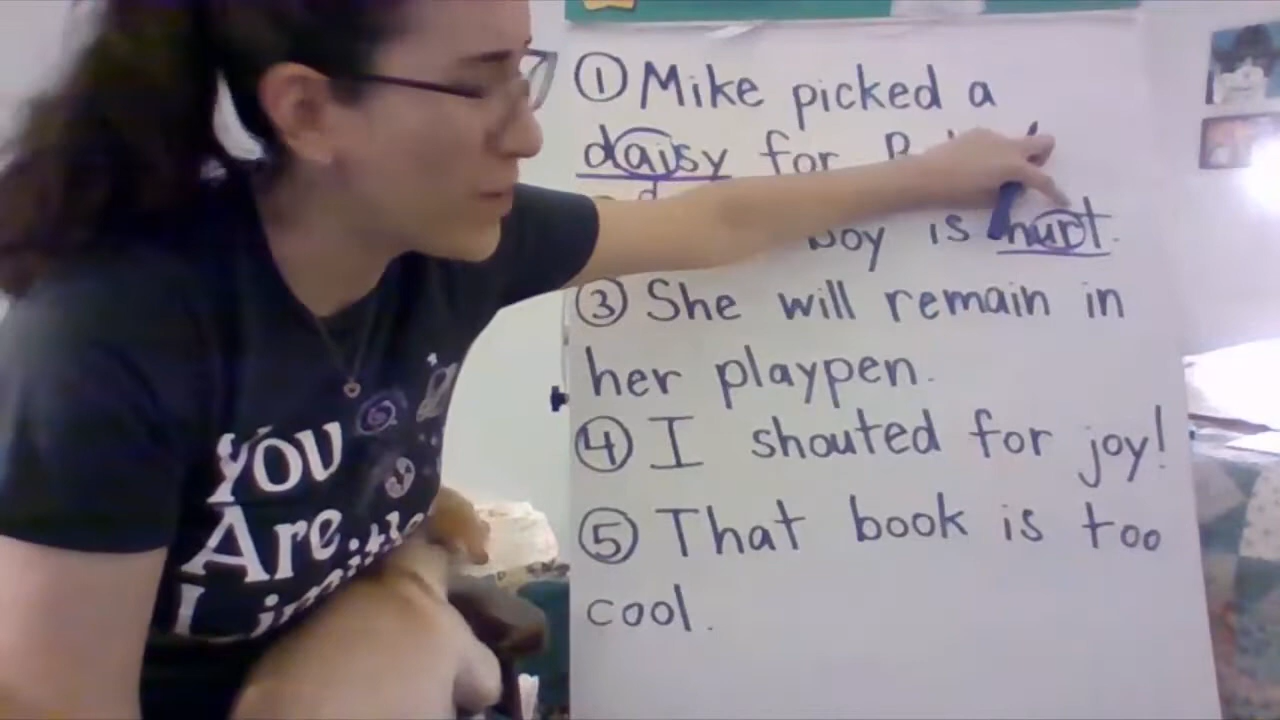 ① Mike picked a
daisy for
is hurt.
③ She will remain in
her playpen.
④ I shouted for joy!
⑤ That book is too
cool.
YOU
Are